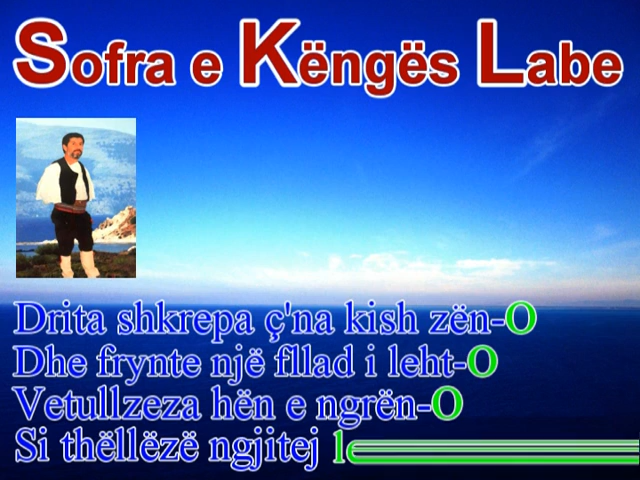 Sofra e Këngës Labe
Drita shkrepa ç'na kish zën-O
Dhe frynte një fllad i leht-O
Vetullzeza hën e ngrën-O
Si thëllëzë ngjitej le